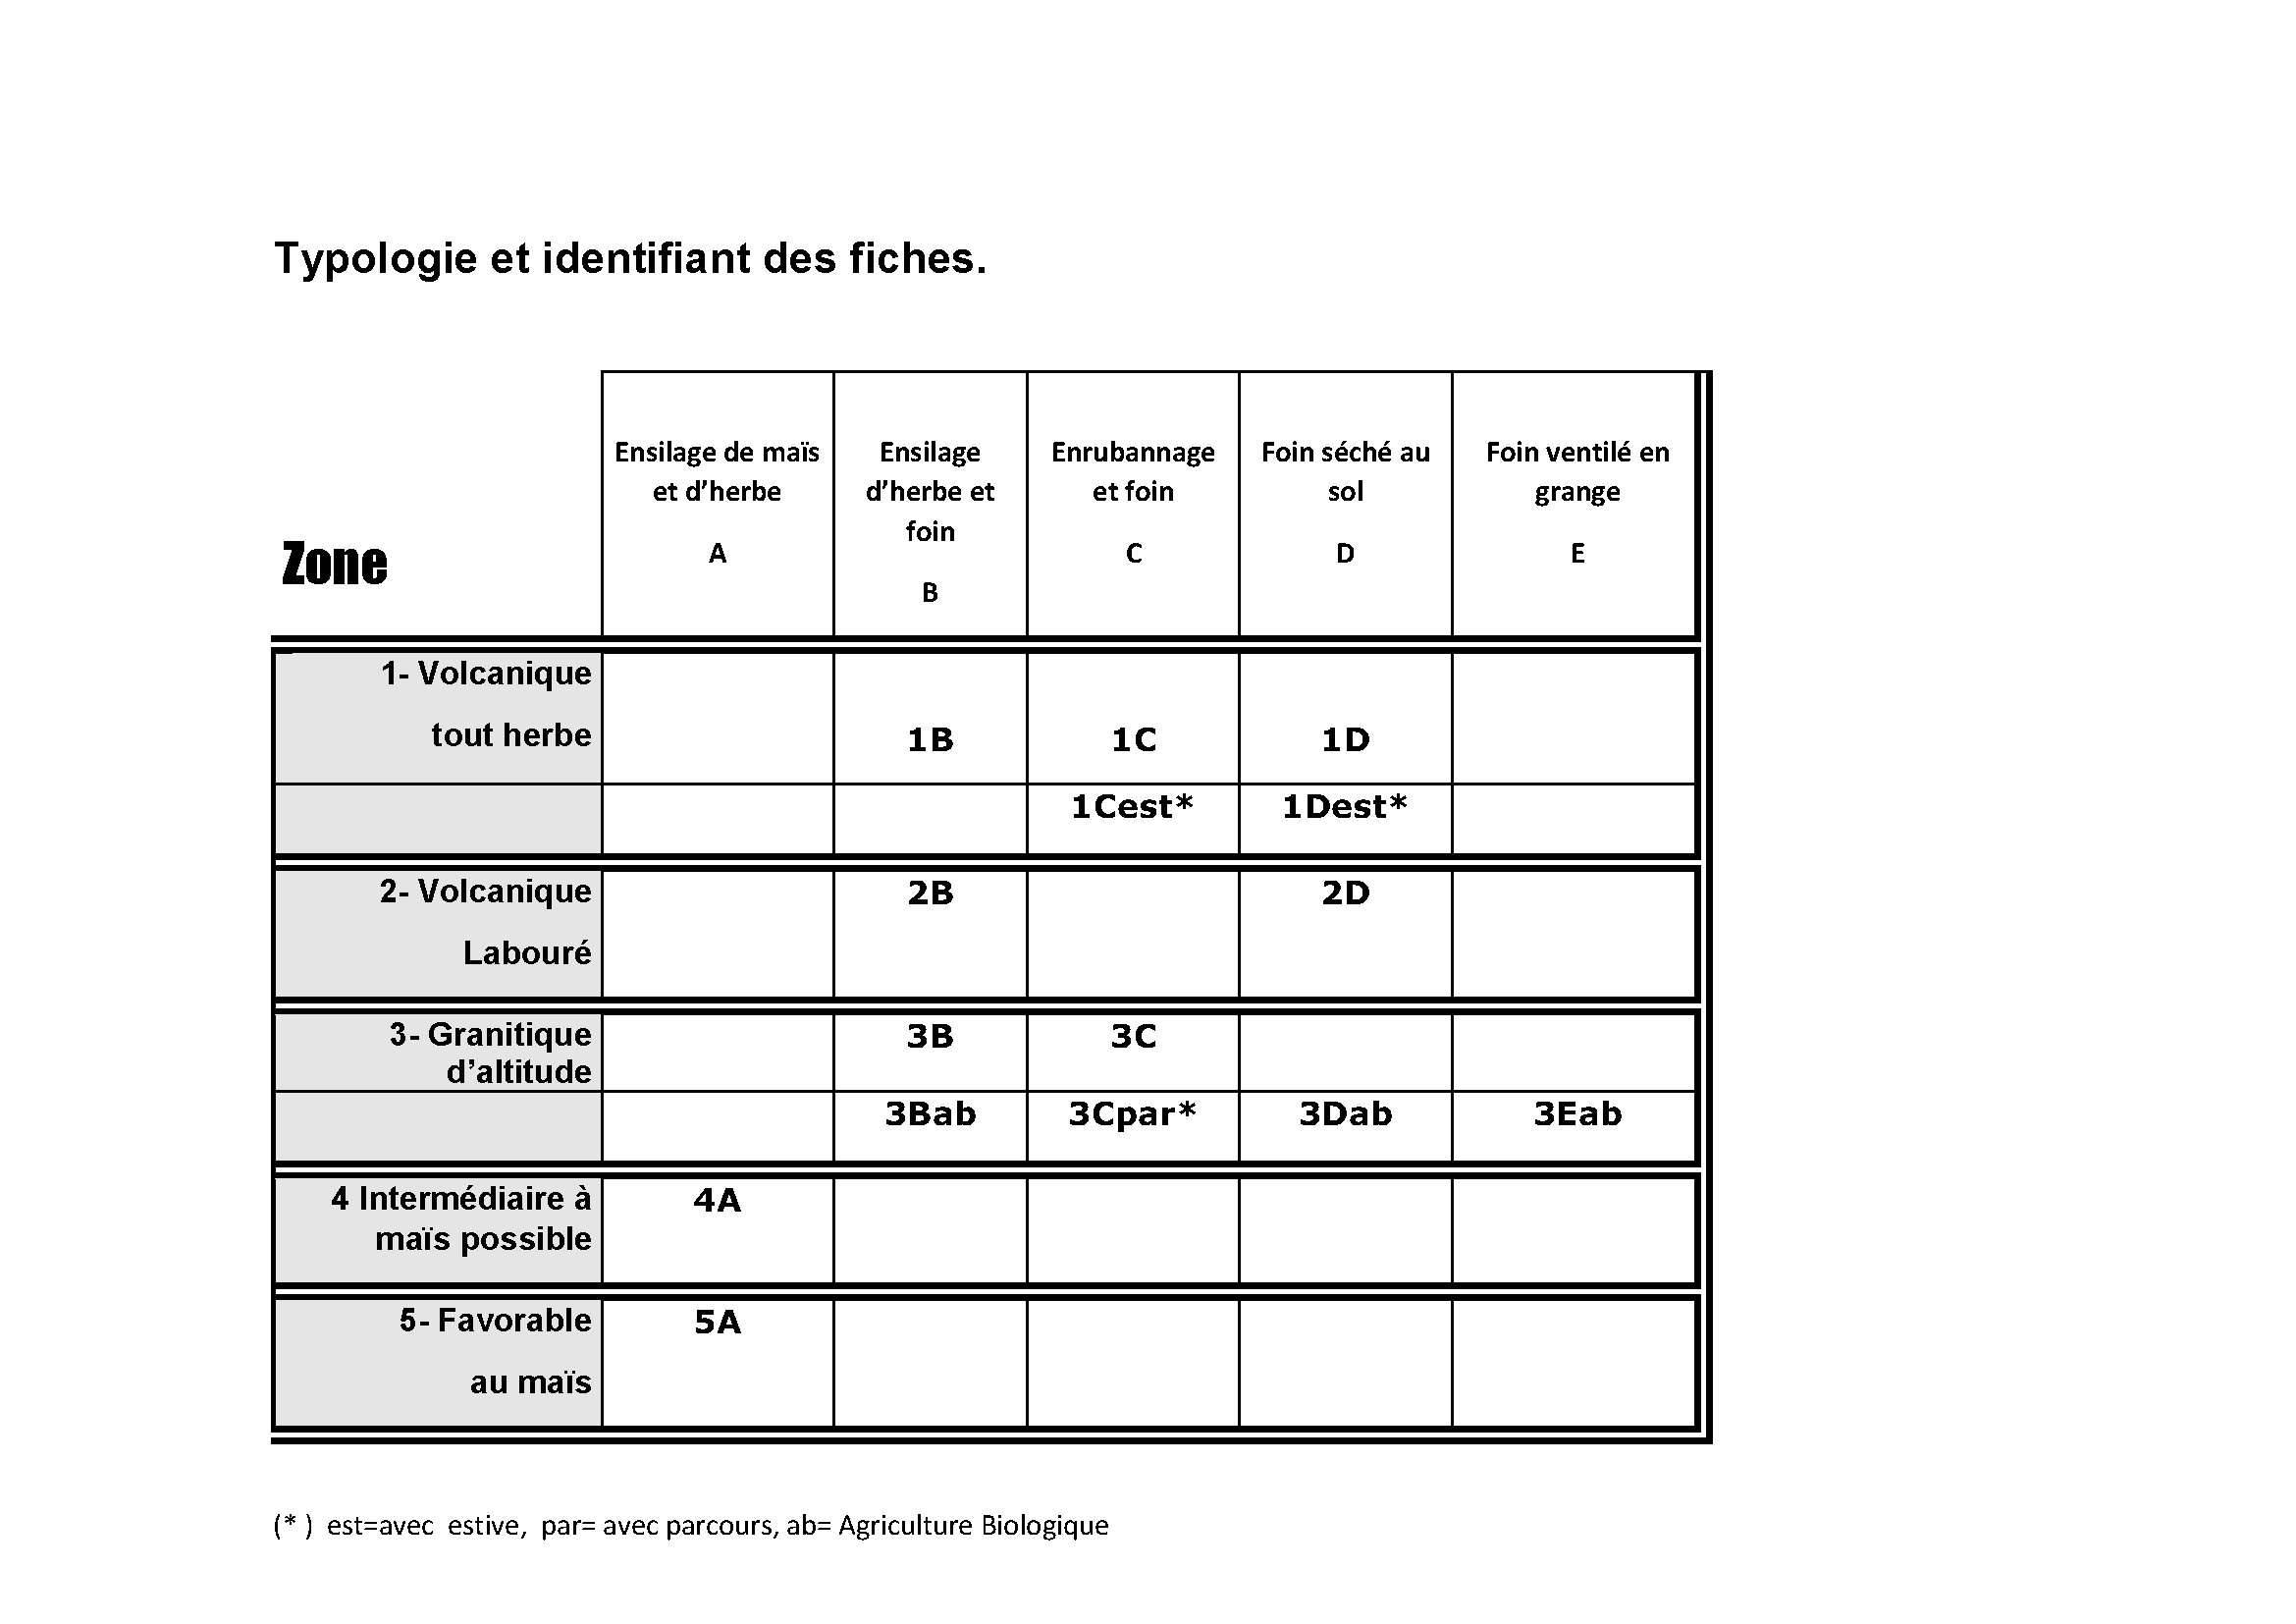 Typologie et identifiant des fiches.
Zone
Ensilage de maïs
et d’herbe
A
Ensilage
d’herbe et
foin
B
Enrubannage
et foin
C
Foin séché au
sol
D
Foin ventilé en
grange
E
1- Volcanique
tout herbe
1B
1C
1D
1Cest*
1Dest*
2- Volcanique
Labouré
2B
2D
3- Granitique
d’altitude
3B
3C
3Bab
3Cpar*
3Dab
3Eab
4 Intermédiaire à
maïs possible
4A
5- Favorable
au maïs
5A
(* )  est=avec  estive,  par= avec parcours, ab= Agriculture Biologique